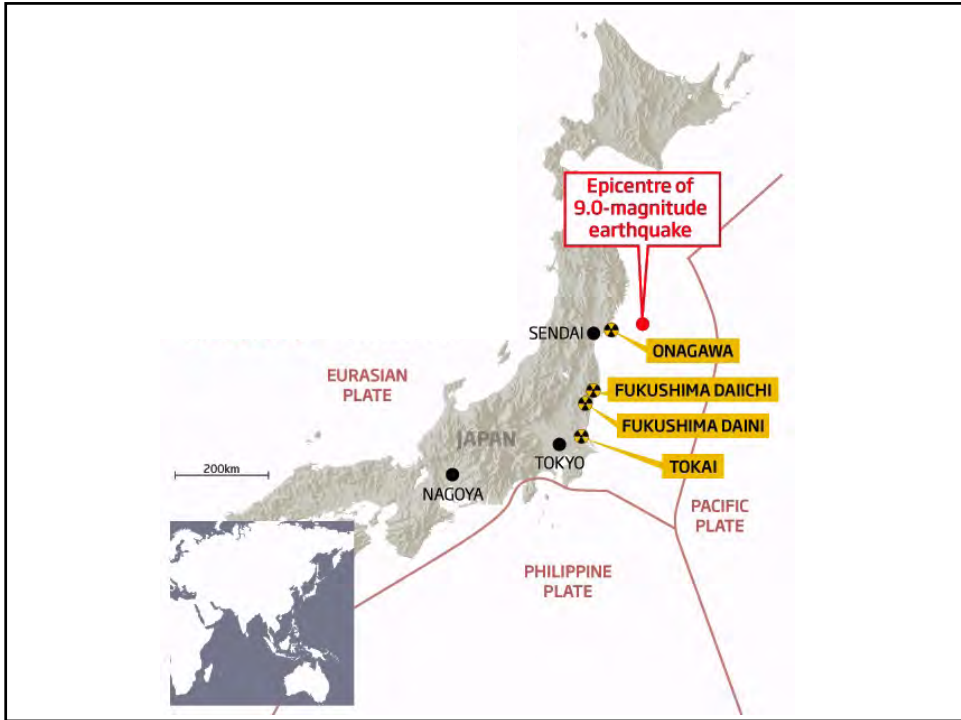 Epicentre of
9.0-magnitude
earthquake
SENDAI
ONAGAWA
EURASIAN
PLATE
FUKUSHIMA DAIICHI
FUKUSHIMA DAINI
JAPAN
TOKYO
TOKAI
200km
NAGOYA
PACIFIC
PLATE
PHILIPPINE
PLATE